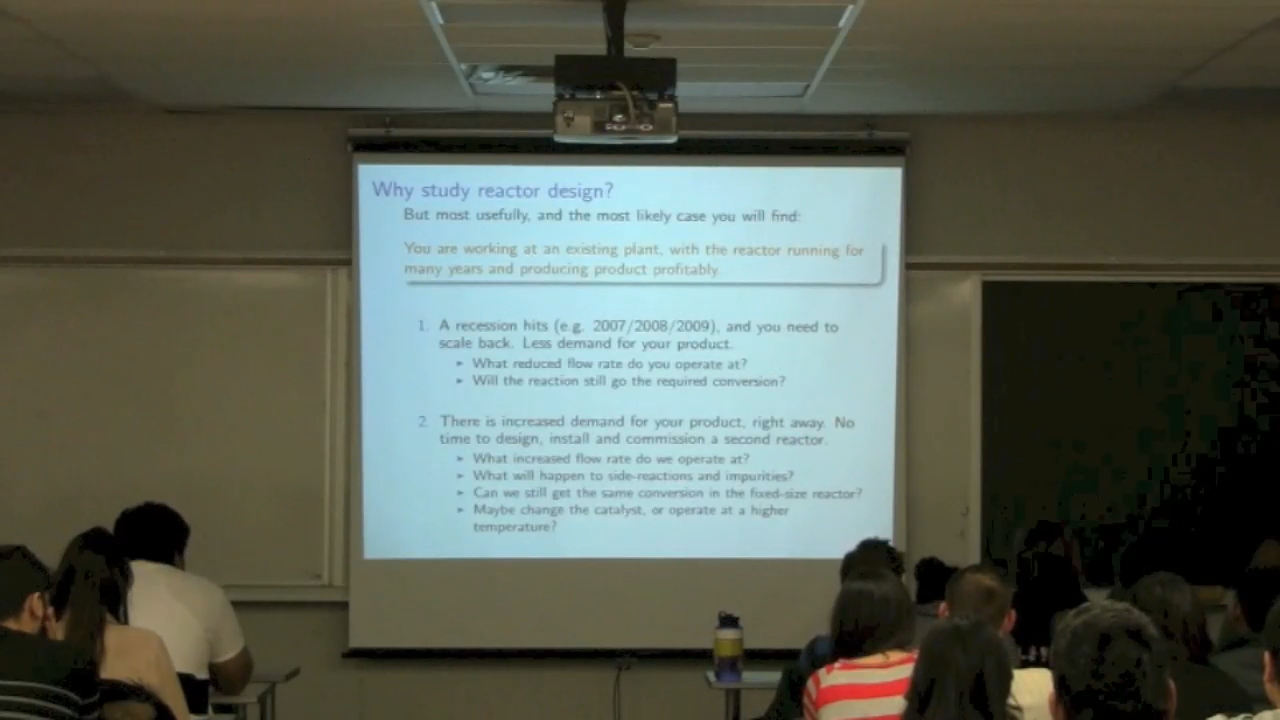 Why study reactor design?
But most usefully, and the most likely case you will find:
You are working at an existing plant, with the reactor running for
many years and producing product profitably.
1. A recession hits (e.g. 2007/2008/2009), and you need to
scale back. Less demand for your product.
► What reduced flow rate do you operate at?
► Will the reaction still go the required conversion?
2. There is increased demand for your product, right away. No
time to design, install and commission a second reactor.
► What increased flow rate do we operate at?
► What will happen to side-reactions and impurities?
► Can we still get the same conversion in the fixed-size reactor?
► Maybe change the catalyst, or operate at a higher
temperature?